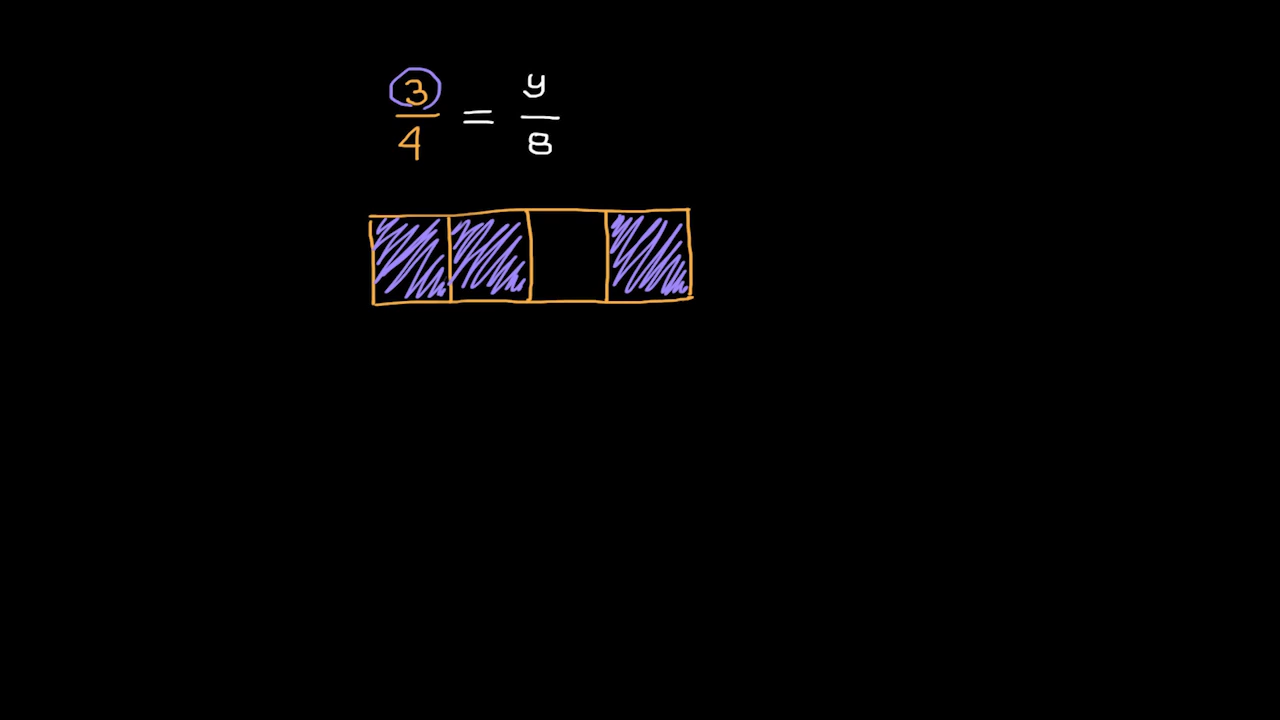 3/4 = y/8